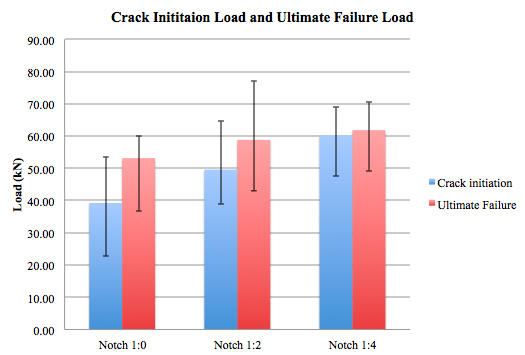 Crack Inititaion Load and Ultimate Failure Load
90.00
80.00
70.00
60.00
50.00
40.00
30.00
20.00
10.00
0.00
Load (kN)
Notch 1:0
Notch 1:2
Notch 1:4
Crack initiation
Ultimate Failure